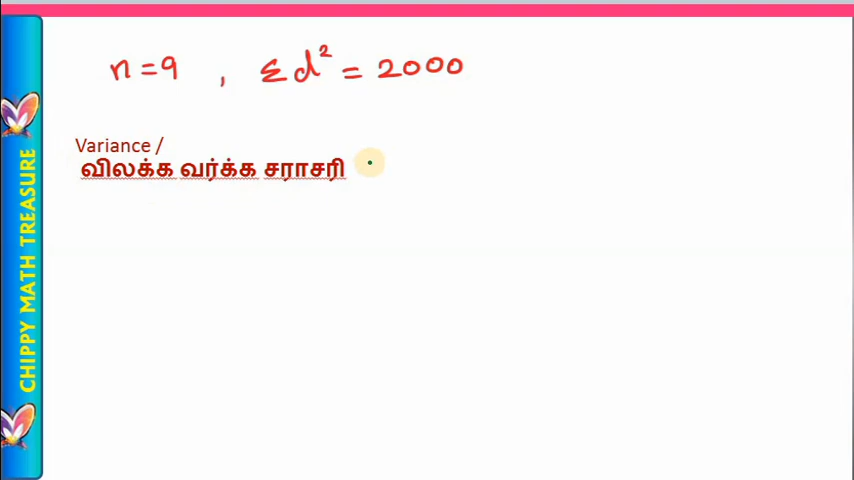 n = 9 , Σd² = 2000
Variance /
விலக்க வர்க்க சராசரி
CHIPPY MATH TREASURE